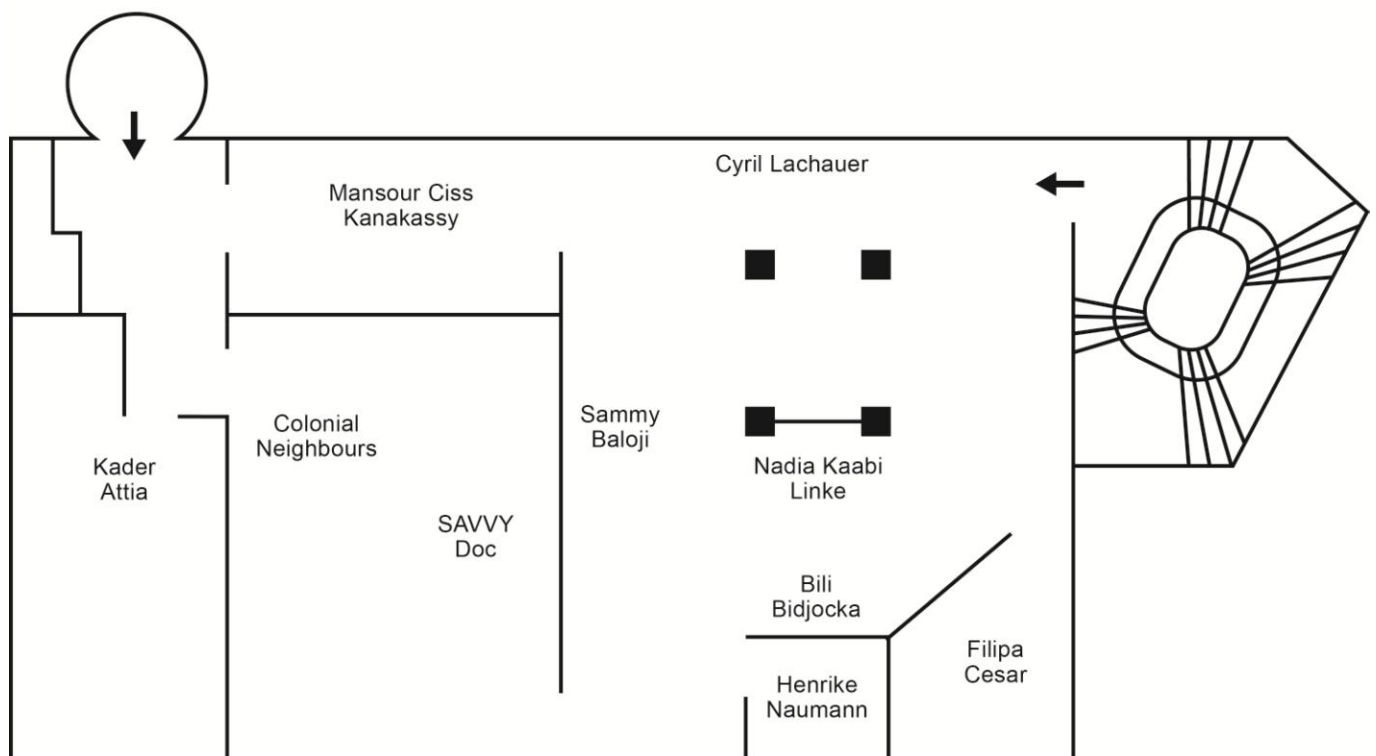 Cyril Lachauer
Mansour Ciss
Kanakassy
Colonial
Neighbours
Sammy
Baloji
Kader
Attia
Nadia Kaabi
Linke
SAVVY
Doc
Bili
Bidjocka
Filipa
Cesar
Henrike
Naumann